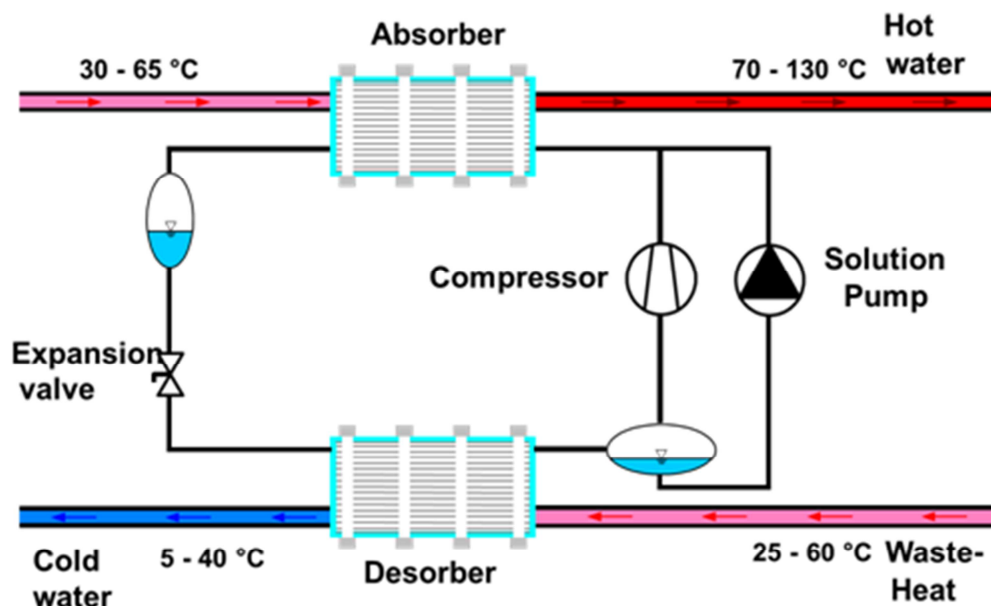 Absorber
Hot
water
30 - 65 °C
70 - 130 °C
Compressor
Solution
Pump
Expansion
valve
Cold
water
5 - 40 °C
Desorber
25 - 60 °C
Waste-
Heat